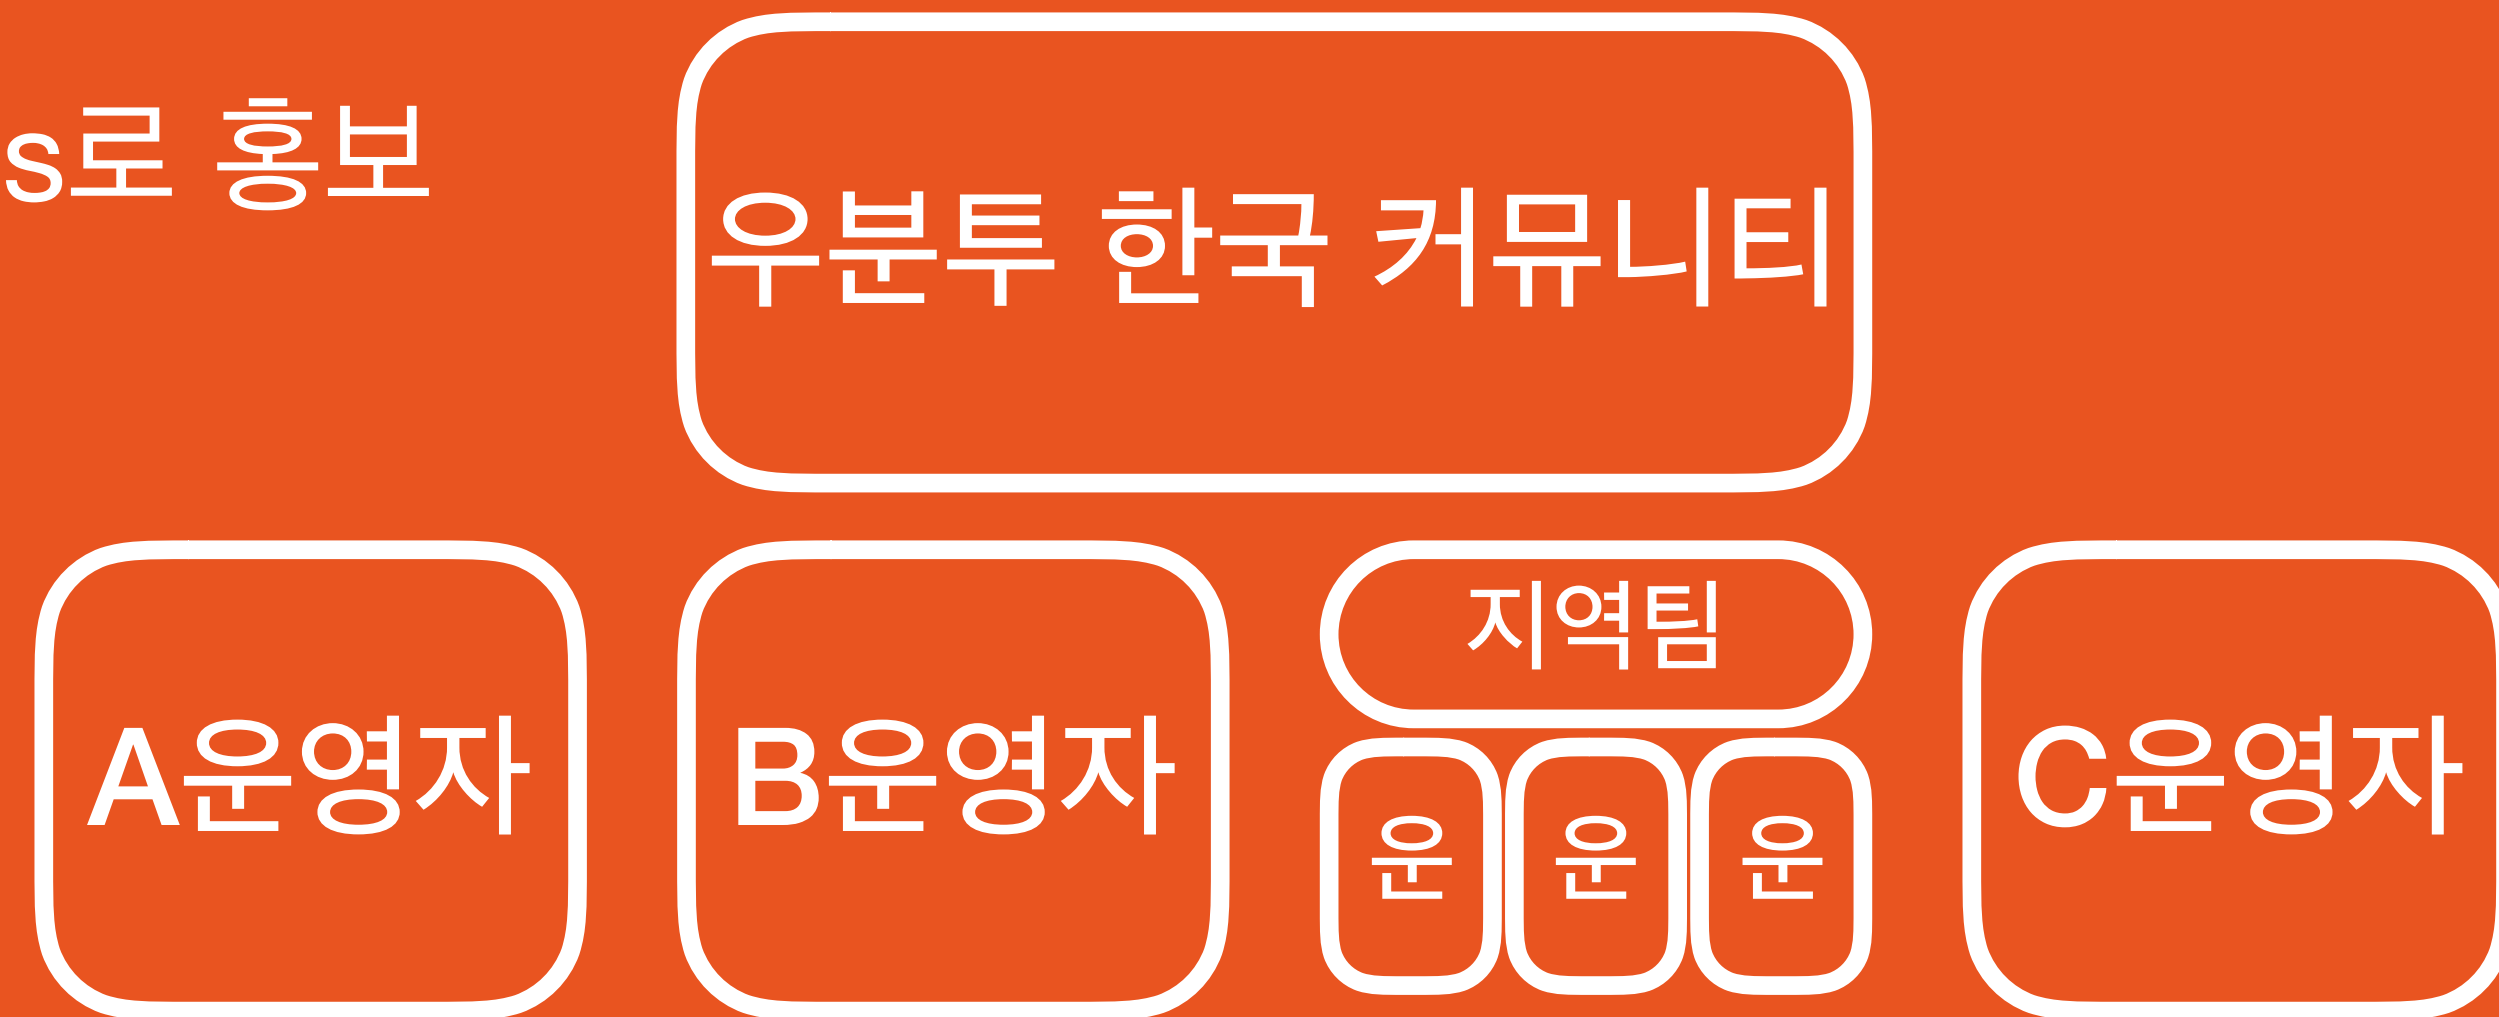 s로 홍보
우분투 한국 커뮤니티
지역팀
A운영자
B운영자
C운영자
운
운
운